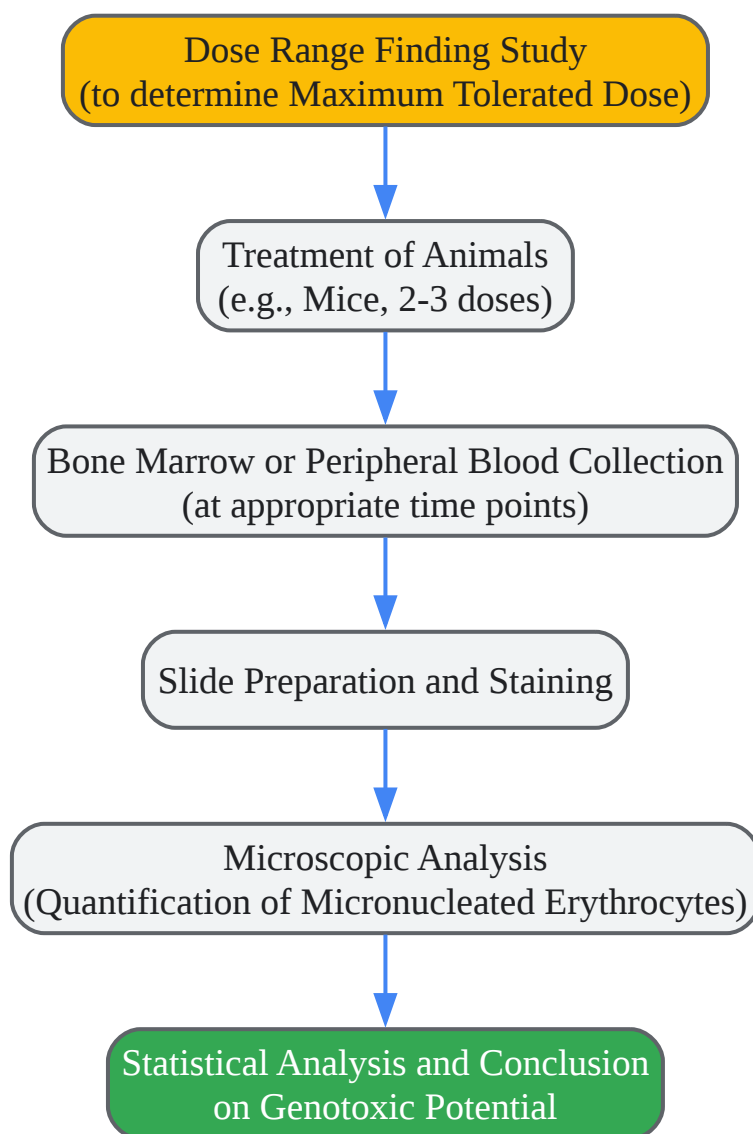 Dose Range Finding Study
(to determine Maximum Tolerated Dose)
Treatment of Animals
(e.g., Mice, 2-3 doses)
Bone Marrow or Peripheral Blood Collection
(at appropriate time points)
Slide Preparation and Staining
Microscopic Analysis
(Quantification of Micronucleated Erythrocytes)
Statistical Analysis and Conclusion
on Genotoxic Potential